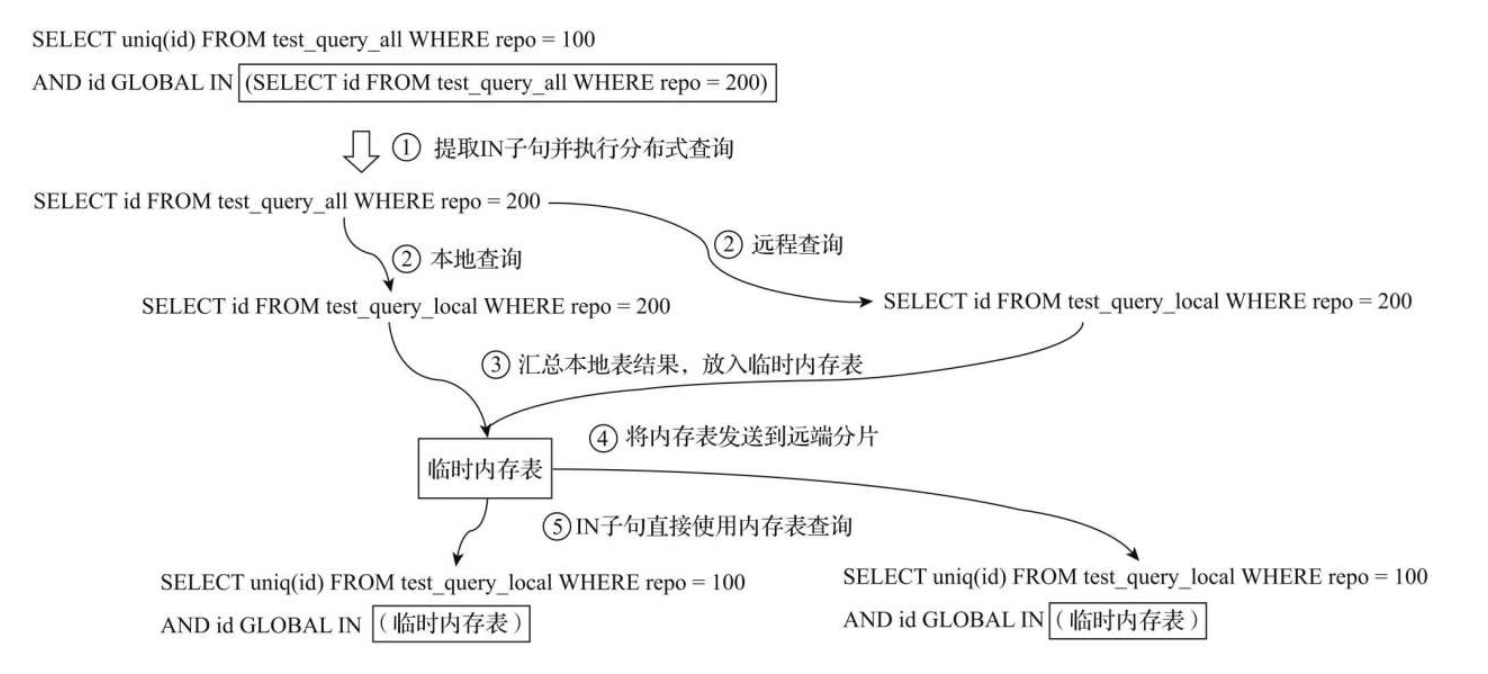 SELECT uniq(id) FROM test_query_all WHERE repo = 100
AND id GLOBAL IN (SELECT id FROM test_query_all WHERE repo = 200)
① 提取IN子句并执行分布式查询
SELECT id FROM test_query_all WHERE repo = 200
② 远程查询
② 本地查询
SELECT id FROM test_query_local WHERE repo = 200
SELECT id FROM test_query_local WHERE repo = 200
③ 汇总本地表结果，放入临时内存表
④ 将内存表发送到远端分片
临时内存表
⑤ IN子句直接使用内存表查询
SELECT uniq(id) FROM test_query_local WHERE repo = 100
AND id GLOBAL IN （临时内存表）
SELECT uniq(id) FROM test_query_local WHERE repo = 100
AND id GLOBAL IN （临时内存表）